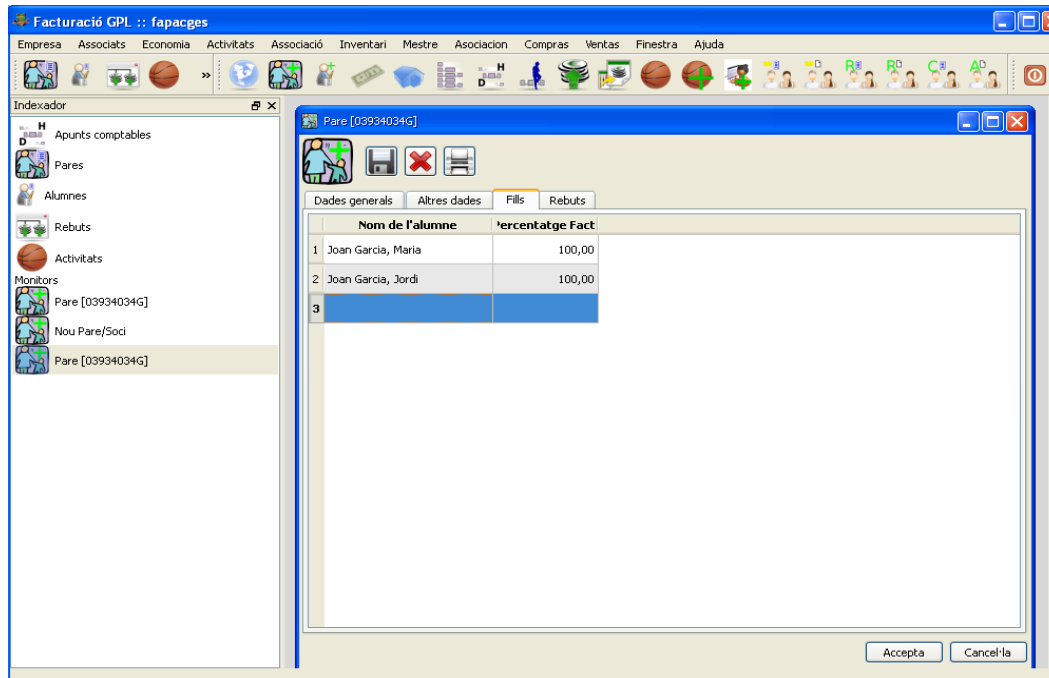 Facturació GPL :: fapacges
Empresa Associats Economia Activitats Associació Inventari Mestre Asociacion Compras Ventas Finestra Ajuda
»
Indexador
Apunts comptables
Pares
Alumnes
Rebuts
Activitats
Monitors
Pare [03934034G]
Nou Pare/Soci
Pare [03934034G]
Pare [03934034G]
Dades generals Altres dades Fills Rebuts
Nom de l'alumne Percentatge Fact
1 Joan Garcia, Maria 100,00
2 Joan Garcia, Jordi 100,00
3
Accepta Cancel·la